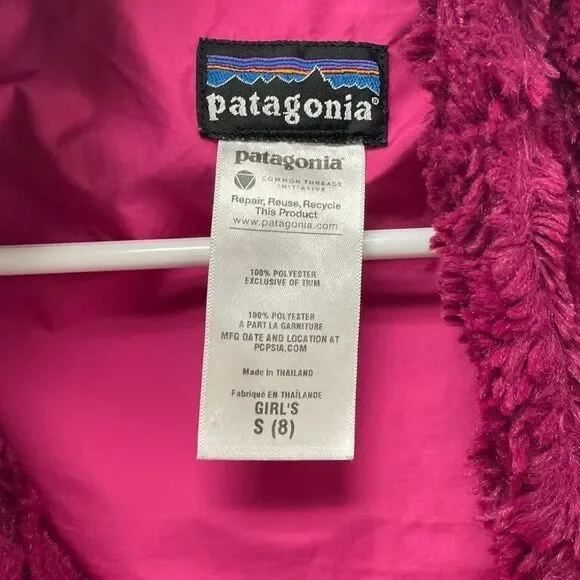 patagonia®
patagonia®
COMMON THREADS
INITIATIVE
Repair, Reuse, Recycle
This Product
www.patagonia.com
100% POLYESTER
EXCLUSIVE OF TRIM
100% POLYESTER
A PART LA GARNITURE
MFG DATE AND LOCATION AT
PCPSIA.COM
Made in THAILAND
Fabriqué EN THAÏLANDE
GIRL'S
S (8)